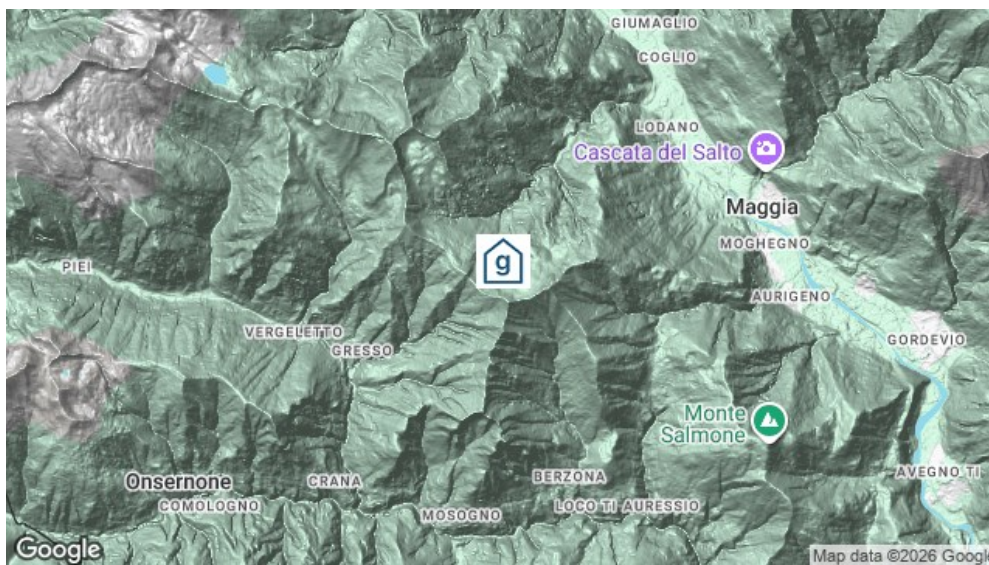 GIUMAGLIO
COGLIO
LODANO
Cascata del Salto
Maggia
MOGHEGNO
g
PIEI
AURIGENO
VERGELETTO
GRESSO
GORDEVIO
Monte
Salmone
Onsernone
CRANA
BERZONA
AVEGNO TI
COMOLOGNO
MOSOGNO
LOCO TI AURESSIO
Google
Map data ©2026 Google